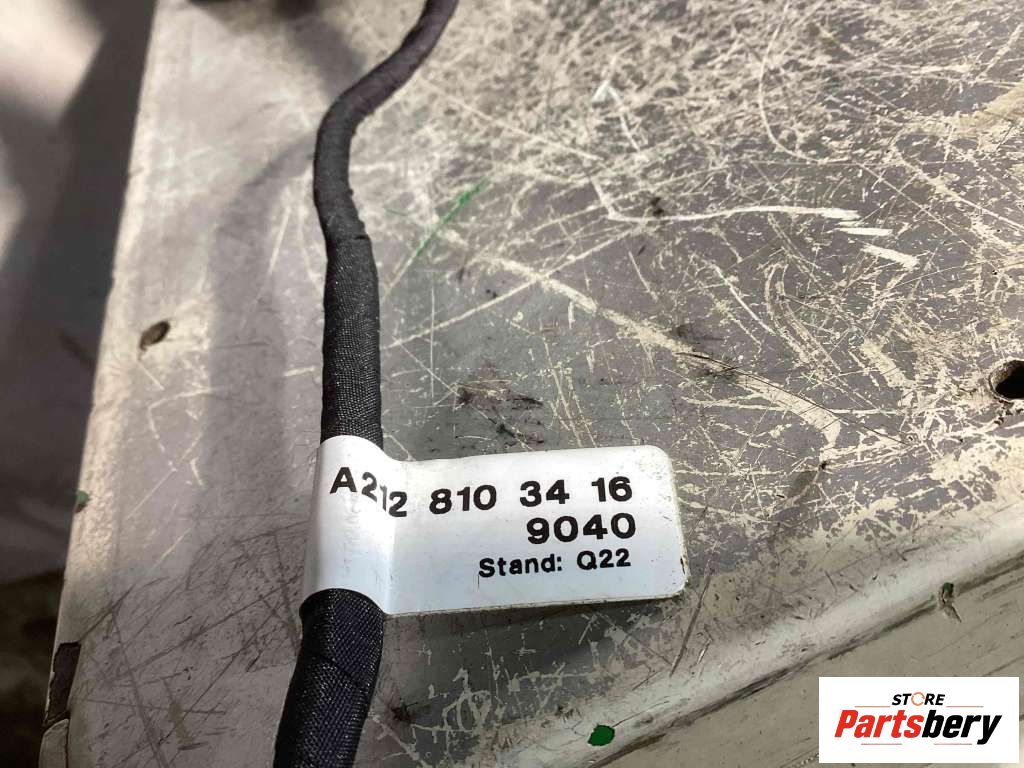 A212 810 34 16
9040
Stand: Q22
STORE
Partsbery